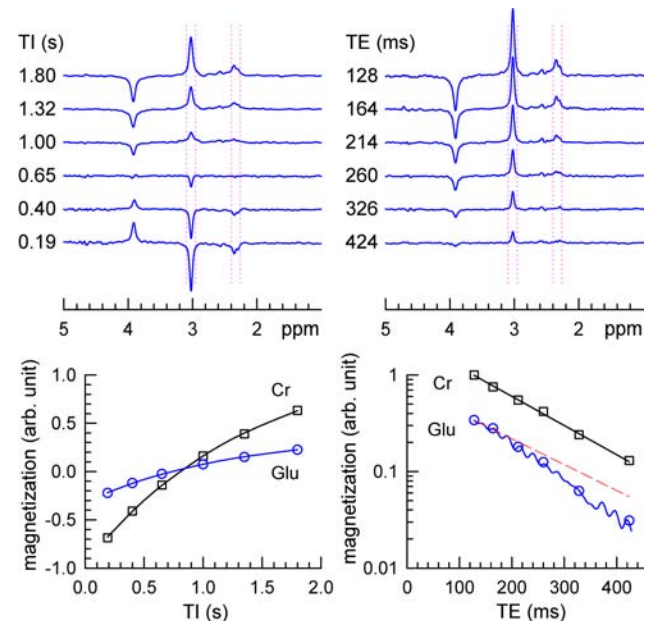 TI (s)
1.80
1.32
1.00
0.65
0.40
0.19
5 4 3 2 ppm
TE (ms)
128
164
214
260
326
424
5 4 3 2 ppm
magnetization (arb. unit)
1.0
0.5
0.0
-0.5
-1.0
Cr
Glu
0.0 0.5 1.0 1.5 2.0
TI (s)
magnetization (arb. unit)
1
0.1
0.01
Cr
Glu
0 100 200 300 400
TE (ms)